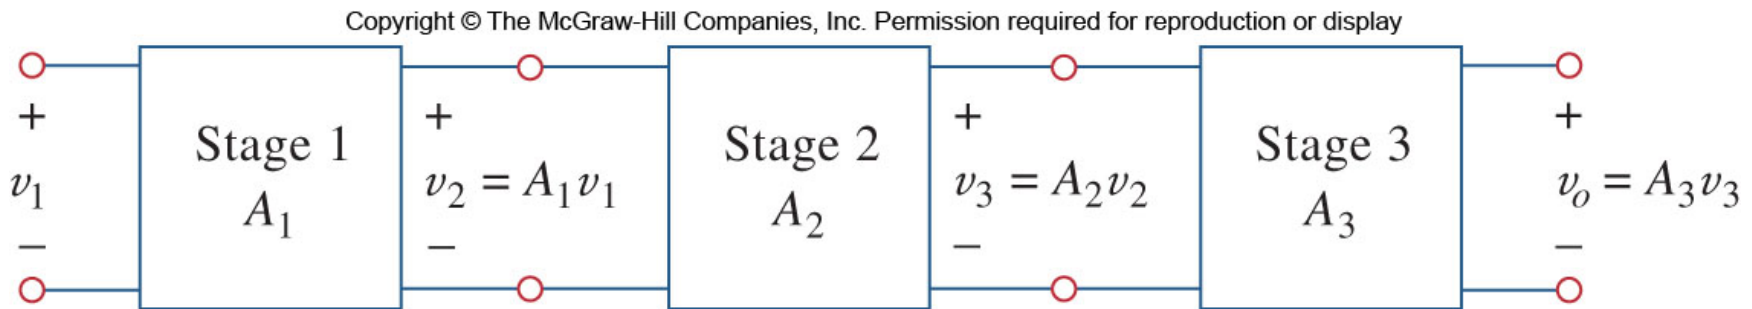 Copyright © The McGraw-Hill Companies, Inc. Permission required for reproduction or display
+ + + +
Stage 1 Stage 2 Stage 3
v₁ v₂ = A₁v₁ v₃ = A₂v₂ vₒ = A₃v₃
A₁ A₂ A₃
− − − −